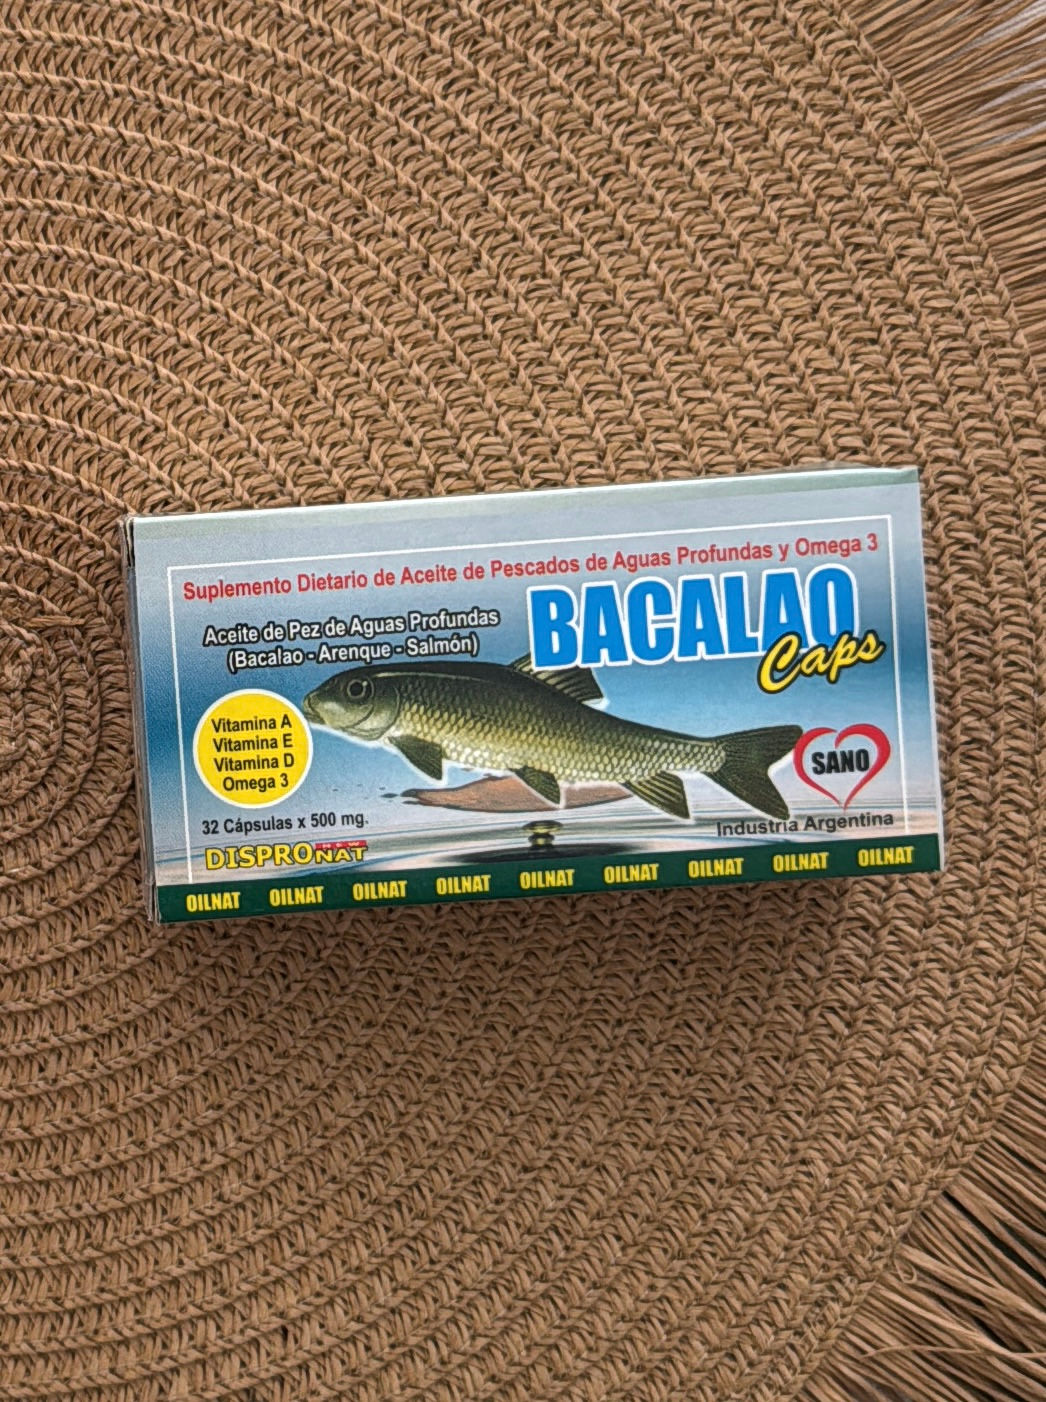 Suplemento Dietario de Aceite de Pescados de Aguas Profundas y Omega 3
Aceite de Pez de Aguas Profundas
(Bacalao - Arenque - Salmón)
BACALAO
Caps
Vitamina A
Vitamina E
Vitamina D
Omega 3
SANO
32 Cápsulas x 500 mg.
Industria Argentina
DISPRONAT
NEW
OILNAT OILNAT OILNAT OILNAT OILNAT OILNAT OILNAT OILNAT OILNAT